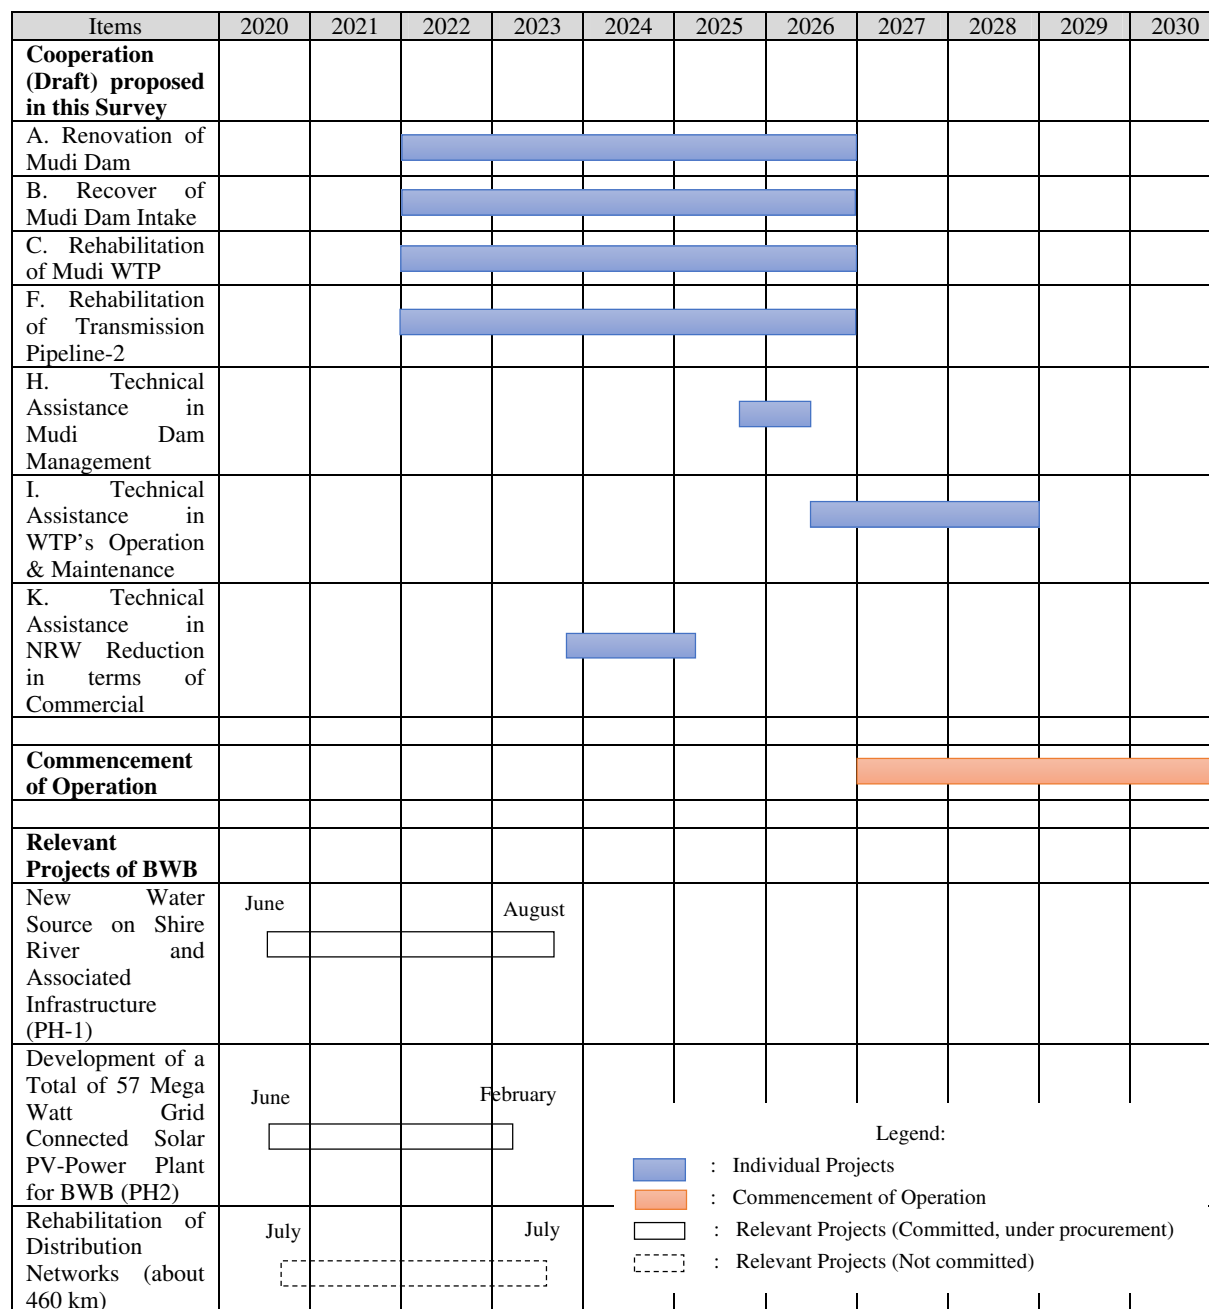 Items 2020 2021 2022 2023 2024 2025 2026 2027 2028 2029 2030
Cooperation
(Draft) proposed
in this Survey
A. Renovation of
Mudi Dam
B. Recover of
Mudi Dam Intake
C. Rehabilitation
of Mudi WTP
F. Rehabilitation
of Transmission
Pipeline-2
H. Technical
Assistance in
Mudi Dam
Management
I. Technical
Assistance in
WTP's Operation
& Maintenance
K. Technical
Assistance in
NRW Reduction
in terms of
Commercial
Commencement
of Operation
Relevant
Projects of BWB
New Water
Source on Shire
River and
Associated
Infrastructure
(PH-1)
June August
Development of a
Total of 57 Mega
Watt Grid
Connected Solar
PV-Power Plant
for BWB (PH2)
June February
Rehabilitation of
Distribution
Networks (about
460 km)
July July
Legend:
: Individual Projects
: Commencement of Operation
: Relevant Projects (Committed, under procurement)
: Relevant Projects (Not committed)